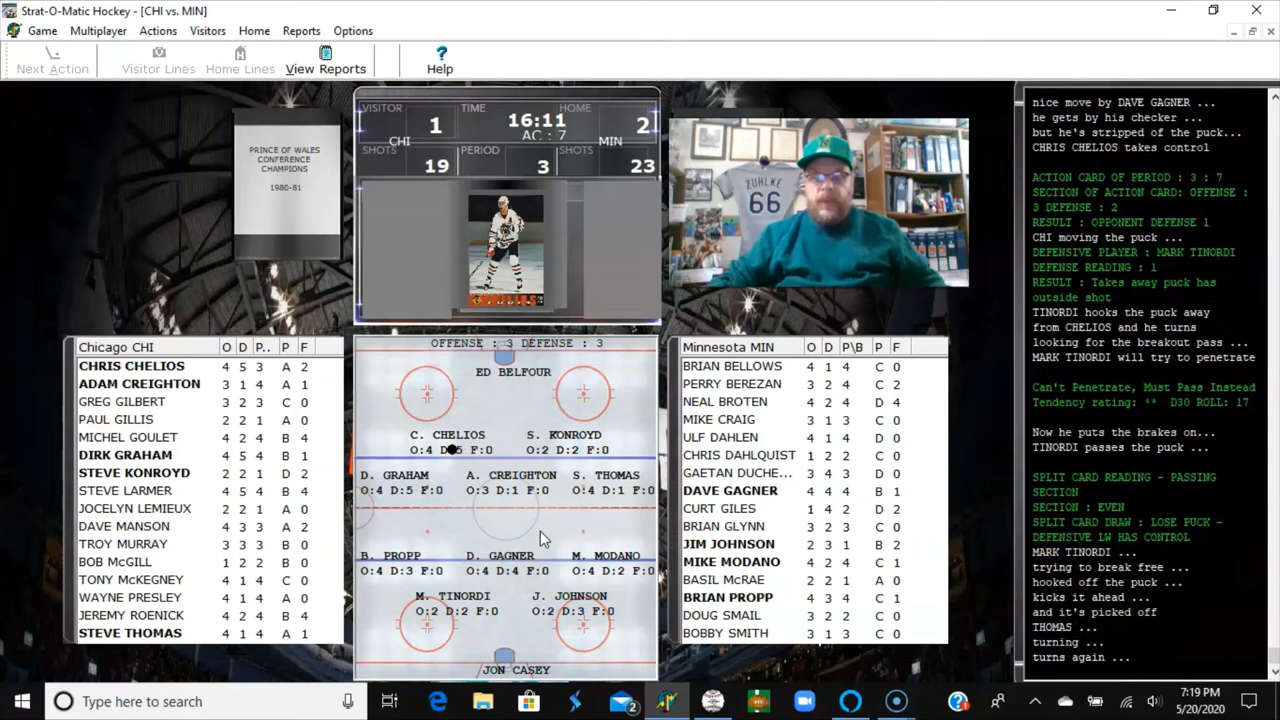 Strat-O-Matic Hockey - [CHI vs. MIN]
Game Multiplayer Actions Visitors Home Reports Options
Next Action Visitor Lines Home Lines View Reports Help
PRINCE OF WALES
CONFERENCE
CHAMPIONS
1980-81
VISITOR TIME HOME
1 16:11 2
CHI AC : 7 MIN
SHOTS PERIOD SHOTS
19 3 23
ZUHLKE
66
Chicago CHI O D P.. P F
CHRIS CHELIOS 4 5 3 A 2
ADAM CREIGHTON 3 1 4 A 1
GREG GILBERT 3 2 3 C 0
PAUL GILLIS 2 2 1 A 0
MICHEL GOULET 4 2 4 B 4
DIRK GRAHAM 4 5 4 B 1
STEVE KONROYD 2 2 1 D 2
STEVE LARMER 4 5 4 B 4
JOCELYN LEMIEUX 2 2 1 A 0
DAVE MANSON 4 3 3 A 2
TROY MURRAY 3 3 3 B 0
BOB McGILL 1 2 2 B 0
TONY McKEGNEY 4 1 4 C 0
WAYNE PRESLEY 4 1 4 A 0
JEREMY ROENICK 4 2 4 B 4
STEVE THOMAS 4 1 4 A 1
OFFENSE : 3 DEFENSE : 3
ED BELFOUR
C. CHELIOS S. KONROYD
O:4 D:5 F:0 O:2 D:2 F:0
D. GRAHAM A. CREIGHTON S. THOMAS
O:4 D:5 F:0 O:3 D:1 F:0 O:4 D:1 F:0
B. PROPP D. GAGNER M. MODANO
O:4 D:3 F:0 O:4 D:4 F:0 O:4 D:2 F:0
M. TINORDI J. JOHNSON
O:2 D:2 F:0 O:2 D:3 F:0
JON CASEY
Minnesota MIN O D P\B P F
BRIAN BELLOWS 4 1 4 C 0
PERRY BEREZAN 3 2 4 C 2
NEAL BROTEN 4 2 4 D 4
MIKE CRAIG 3 1 3 C 0
ULF DAHLEN 4 1 4 D 0
CHRIS DAHLQUIST 1 2 2 C 0
GAETAN DUCHE... 3 4 3 D 0
DAVE GAGNER 4 4 4 B 1
CURT GILES 1 4 2 D 2
BRIAN GLYNN 3 2 3 C 0
JIM JOHNSON 2 3 1 B 2
MIKE MODANO 4 2 4 C 1
BASIL McRAE 2 2 1 A 0
BRIAN PROPP 4 3 4 C 1
DOUG SMAIL 3 2 2 C 0
BOBBY SMITH 3 1 3 C 0
nice move by DAVE GAGNER ...
he gets by his checker ...
but he's stripped of the puck...
CHRIS CHELIOS takes control
ACTION CARD OF PERIOD : 3 : 7
SECTION OF ACTION CARD: OFFENSE :
3 DEFENSE : 2
RESULT : OPPONENT DEFENSE 1
CHI moving the puck ...
DEFENSIVE PLAYER : MARK TINORDI
DEFENSE READING : 1
RESULT : Takes away puck has
outside shot
TINORDI hooks the puck away
from CHELIOS and he turns
looking for the breakout pass ...
MARK TINORDI will try to penetrate
Can't Penetrate, Must Pass Instead
Tendency rating: ** D30 ROLL: 17
Now he puts the brakes on...
TINORDI passes the puck ...
SPLIT CARD READING - PASSING
SECTION
SECTION : EVEN
SPLIT CARD DRAW : LOSE PUCK -
DEFENSIVE LW HAS CONTROL
MARK TINORDI ...
trying to break free ...
hooked off the puck ...
kicks it ahead ...
and it's picked off
THOMAS ...
turning ...
turns again ...
Type here to search
2
7:19 PM
5/20/2020